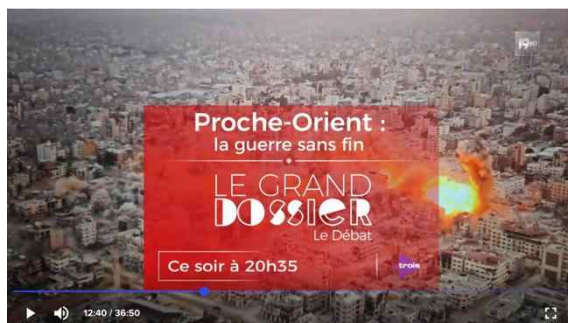 19h30
Proche-Orient :
la guerre sans fin
LE GRAND
DOSSIER
Le Débat
Ce soir à 20h35
trois
12:40 / 36:50